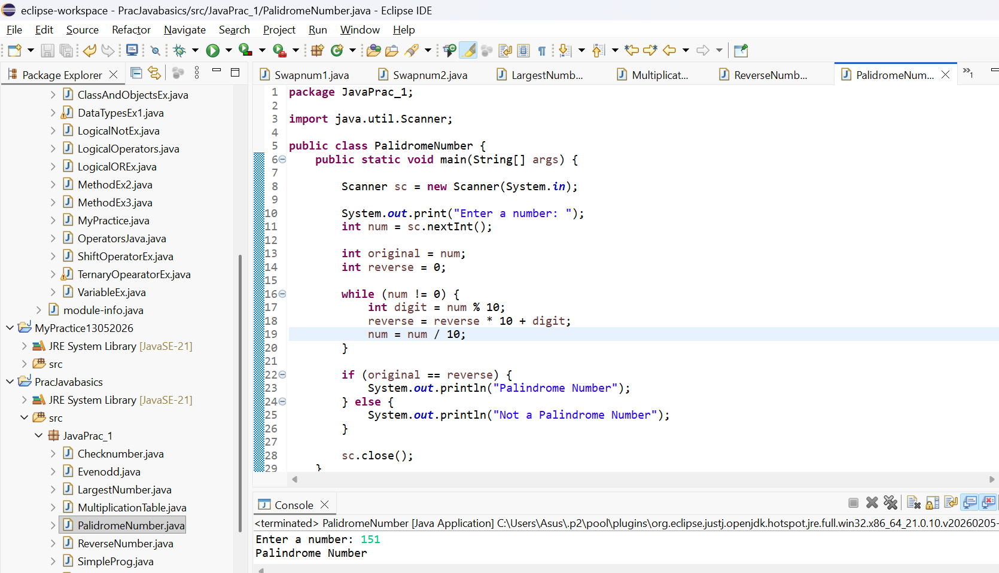 eclipse-workspace - PracJavabasics/src/JavaPrac_1/PalidromeNumber.java - Eclipse IDE
File Edit Source Refactor Navigate Search Project Run Window Help
Package Explorer
ClassAndObjectsEx.java
DataTypesEx1.java
LogicalNotEx.java
LogicalOperators.java
LogicalOREx.java
MethodEx2.java
MethodEx3.java
MyPractice.java
OperatorsJava.java
ShiftOperatorEx.java
TernaryOpearatorEx.java
VariableEx.java
module-info.java
MyPractice13052026
JRE System Library [JavaSE-21]
src
PracJavabasics
JRE System Library [JavaSE-21]
src
JavaPrac_1
Checknumber.java
Evenodd.java
LargestNumber.java
MultiplicationTable.java
PalidromeNumber.java
ReverseNumber.java
SimpleProg.java
Swapnum1.java Swapnum2.java LargestNumb... Multiplicat... ReverseNumb... PalidromeNum... »1
1 package JavaPrac_1;
2
3 import java.util.Scanner;
4
5 public class PalidromeNumber {
6 public static void main(String[] args) {
7
8 Scanner sc = new Scanner(System.in);
9
10 System.out.print("Enter a number: ");
11 int num = sc.nextInt();
12
13 int original = num;
14 int reverse = 0;
15
16 while (num != 0) {
17 int digit = num % 10;
18 reverse = reverse * 10 + digit;
19 num = num / 10;
20 }
21
22 if (original == reverse) {
23 System.out.println("Palindrome Number");
24 } else {
25 System.out.println("Not a Palindrome Number");
26 }
27
28 sc.close();
29 }
Console
<terminated> PalidromeNumber [Java Application] C:\Users\Asus\.p2\pool\plugins\org.eclipse.justj.openjdk.hotspot.jre.full.win32.x86_64_21.0.10.v20260205-
Enter a number: 151
Palindrome Number